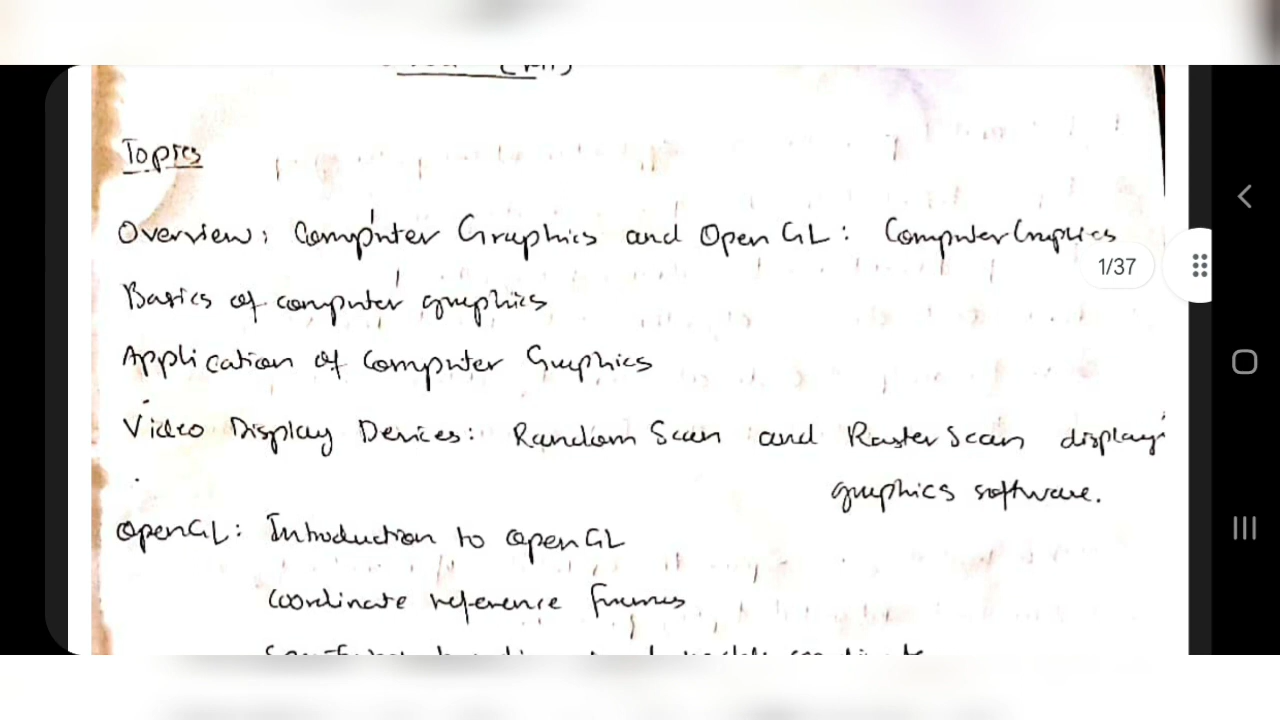 Topics
Overview: Computer Graphics and OpenGL: Computer Graphics
1/37
Basics of computer graphics
Application of Computer Graphics
Video Display Devices: Random Scan and Raster Scan display,
graphics software.
OpenGL: Introduction to OpenGL
Coordinate reference frames